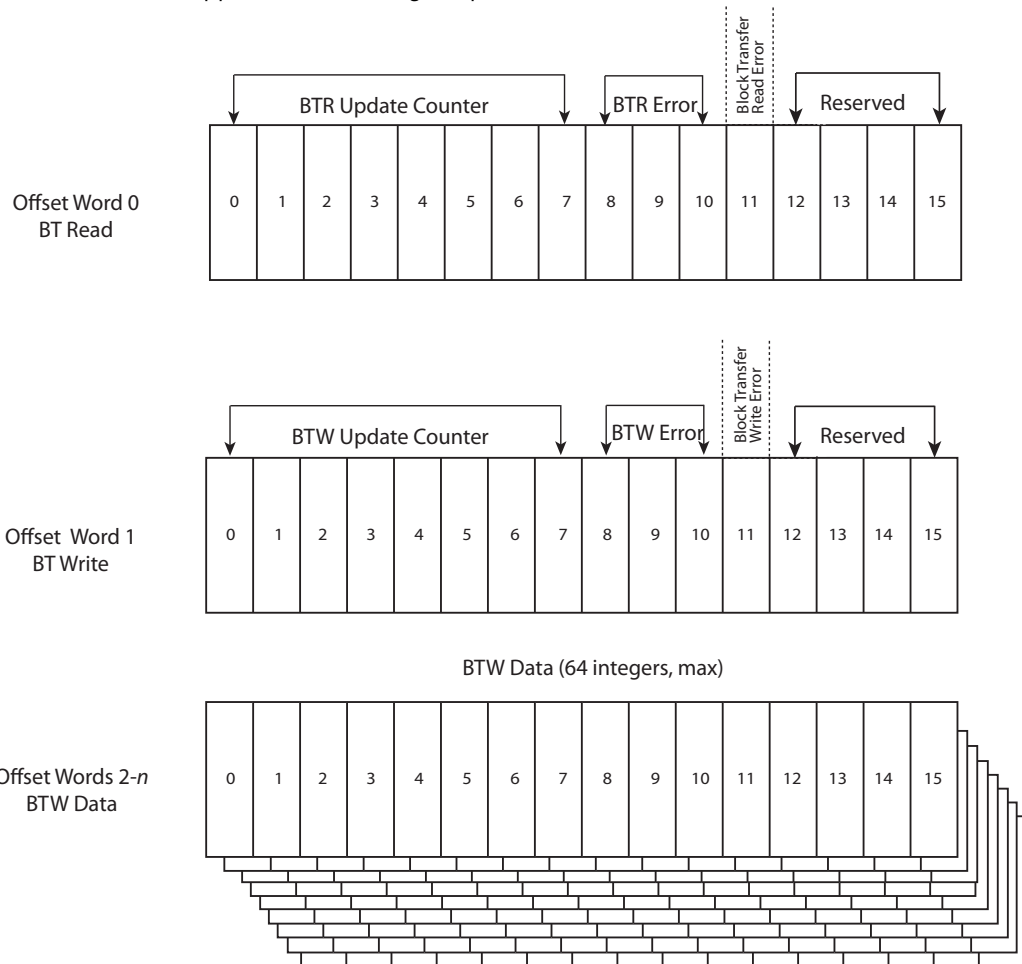 Block Transfer
Read Error
BTR Update Counter
BTR Error
Reserved
Offset Word 0
BT Read
0 1 2 3 4 5 6 7 8 9 10 11 12 13 14 15
Block Transfer
Write Error
BTW Update Counter
BTW Error
Reserved
Offset Word 1
BT Write
0 1 2 3 4 5 6 7 8 9 10 11 12 13 14 15
BTW Data (64 integers, max)
Offset Words 2-n
BTW Data
0 1 2 3 4 5 6 7 8 9 10 11 12 13 14 15